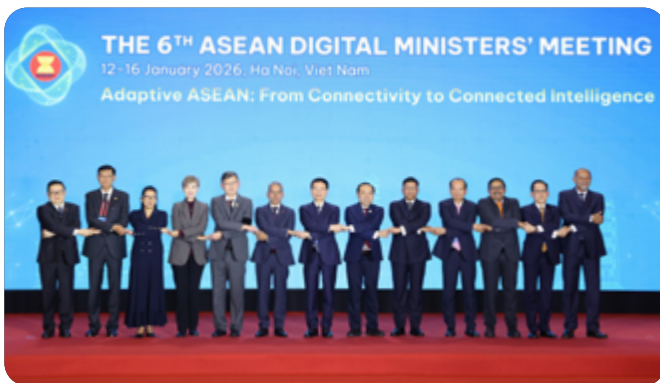 THE 6TH ASEAN DIGITAL MINISTERS' MEETING
12-16 January 2026, Ha Noi, Viet Nam
Adaptive ASEAN: From Connectivity to Connected Intelligence